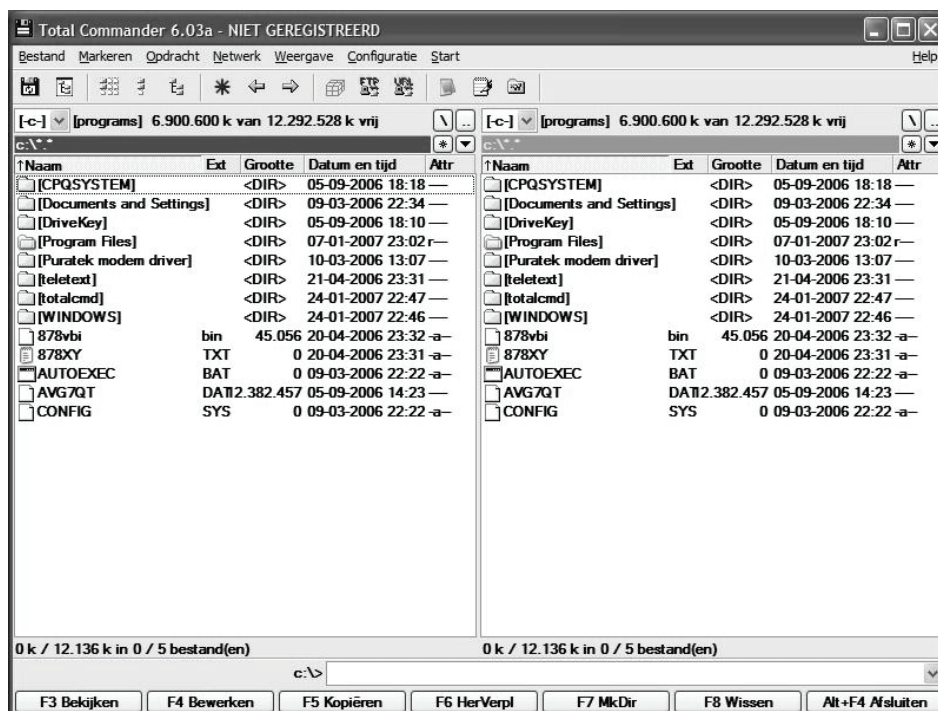 Total Commander 6.03a - NIET GEREGISTREERD
Bestand Markeren Opdracht Netwerk Weergave Configuratie Start Help
FTP URL
[-c-] [programs] 6.900.600 k van 12.292.528 k vrij \ ..
c:\*.* *
↑Naam Ext Grootte Datum en tijd Attr
[CPQSYSTEM] <DIR> 05-09-2006 18:18 ----
[Documents and Settings] <DIR> 09-03-2006 22:34 ----
[DriveKey] <DIR> 05-09-2006 18:10 ----
[Program Files] <DIR> 07-01-2007 23:02 r---
[Puratek modem driver] <DIR> 10-03-2006 13:07 ----
[teletext] <DIR> 21-04-2006 23:31 ----
[totalcmd] <DIR> 24-01-2007 22:47 ----
[WINDOWS] <DIR> 24-01-2007 22:46 ----
878vbi bin 45.056 20-04-2006 23:32 -a--
878XY TXT 0 20-04-2006 23:31 -a--
AUTOEXEC BAT 0 09-03-2006 22:22 -a--
AVG7QT DAT 12.382.457 05-09-2006 14:23 ----
CONFIG SYS 0 09-03-2006 22:22 -a--
0 k / 12.136 k in 0 / 5 bestand(en)
[-c-] [programs] 6.900.600 k van 12.292.528 k vrij \ ..
c:\*.* *
↑Naam Ext Grootte Datum en tijd Attr
[CPQSYSTEM] <DIR> 05-09-2006 18:18 ----
[Documents and Settings] <DIR> 09-03-2006 22:34 ----
[DriveKey] <DIR> 05-09-2006 18:10 ----
[Program Files] <DIR> 07-01-2007 23:02 r---
[Puratek modem driver] <DIR> 10-03-2006 13:07 ----
[teletext] <DIR> 21-04-2006 23:31 ----
[totalcmd] <DIR> 24-01-2007 22:47 ----
[WINDOWS] <DIR> 24-01-2007 22:46 ----
878vbi bin 45.056 20-04-2006 23:32 -a--
878XY TXT 0 20-04-2006 23:31 -a--
AUTOEXEC BAT 0 09-03-2006 22:22 -a--
AVG7QT DAT 12.382.457 05-09-2006 14:23 ----
CONFIG SYS 0 09-03-2006 22:22 -a--
0 k / 12.136 k in 0 / 5 bestand(en)
c:\>
F3 Bekijken F4 Bewerken F5 Kopiëren F6 HerVerpl F7 MkDir F8 Wissen Alt+F4 Afsluiten